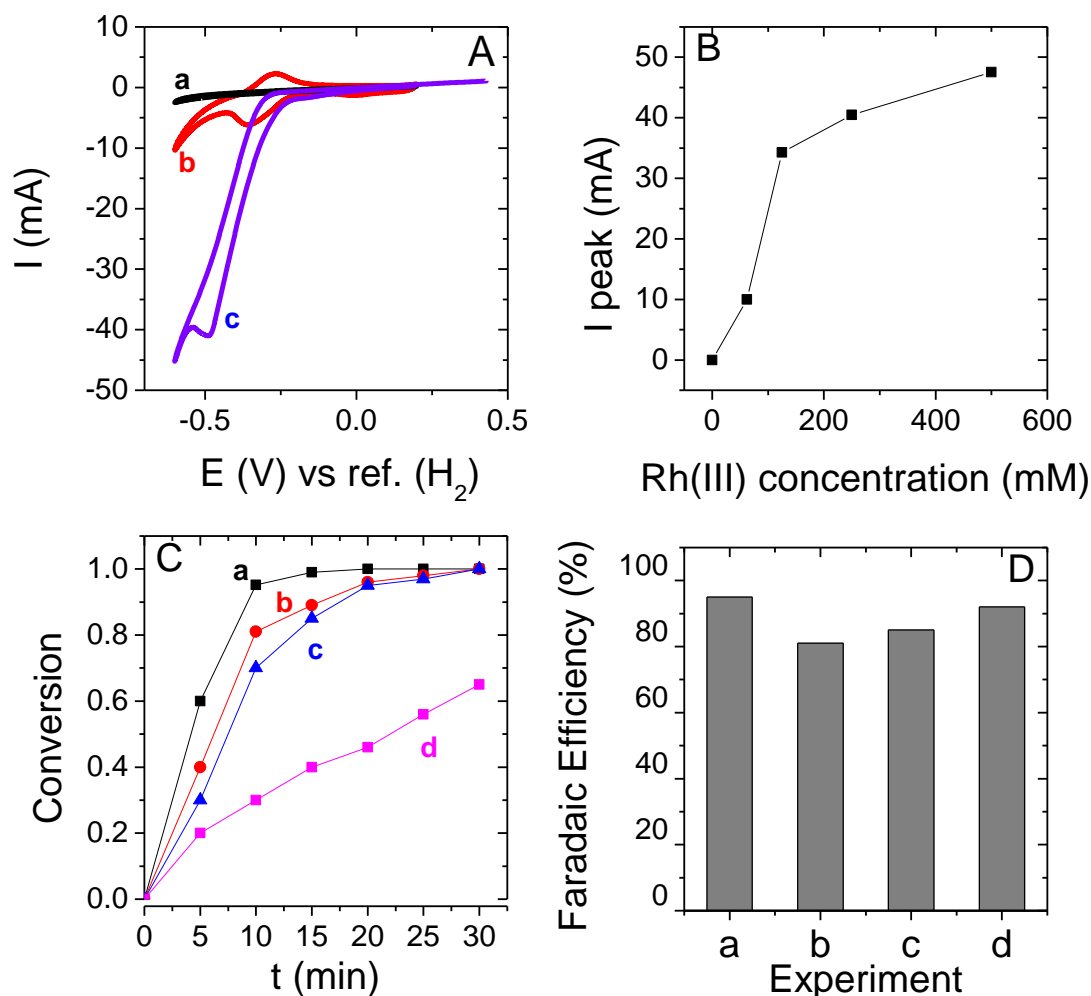 A
10
0
-10
-20
-30
-40
-50
a
b
c
I (mA)
-0.5
0.0
0.5
E (V) vs ref. (H₂)
B
50
40
30
20
10
0
I peak (mA)
0
200
400
600
Rh(III) concentration (mM)
C
1.0
0.8
0.6
0.4
0.2
0.0
a
b
c
d
Conversion
0
5
10
15
20
25
30
t (min)
D
100
80
60
40
20
0
Faradaic Efficiency (%)
a
b
c
d
Experiment